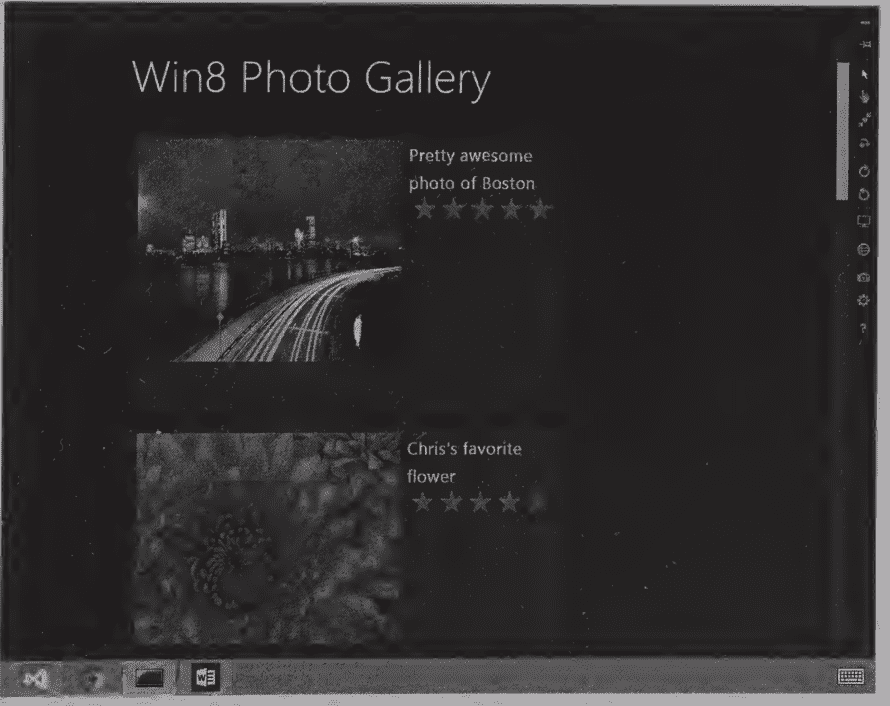 Win8 Photo Gallery
Pretty awesome
photo of Boston
Chris's favorite
flower